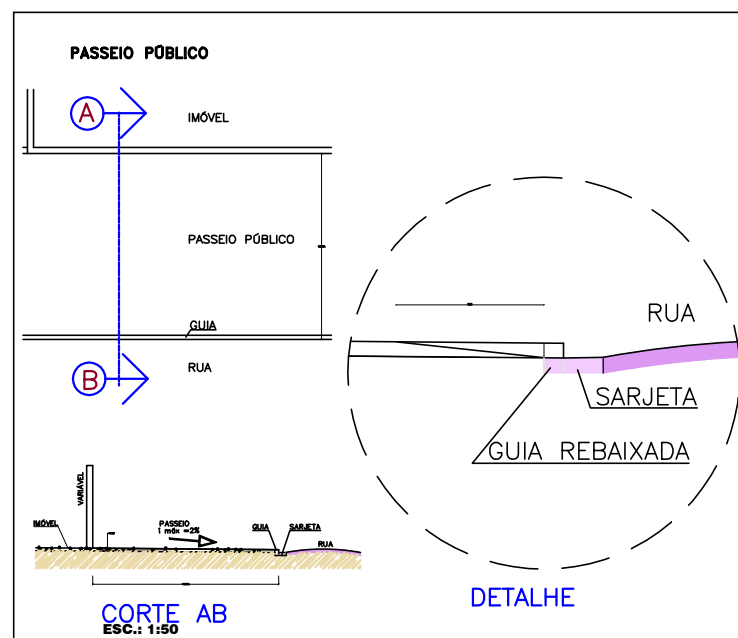 PASSEIO PÚBLICO
A
IMÓVEL
PASSEIO PÚBLICO
GUIA
RUA
B
RUA
SARJETA
GUIA REBAIXADA
DETALHE
VARIÁVEL
IMÓVEL
PASSEIO
1 máx =2%
GUIA
SARJETA
RUA
CORTE AB
ESC.: 1:50